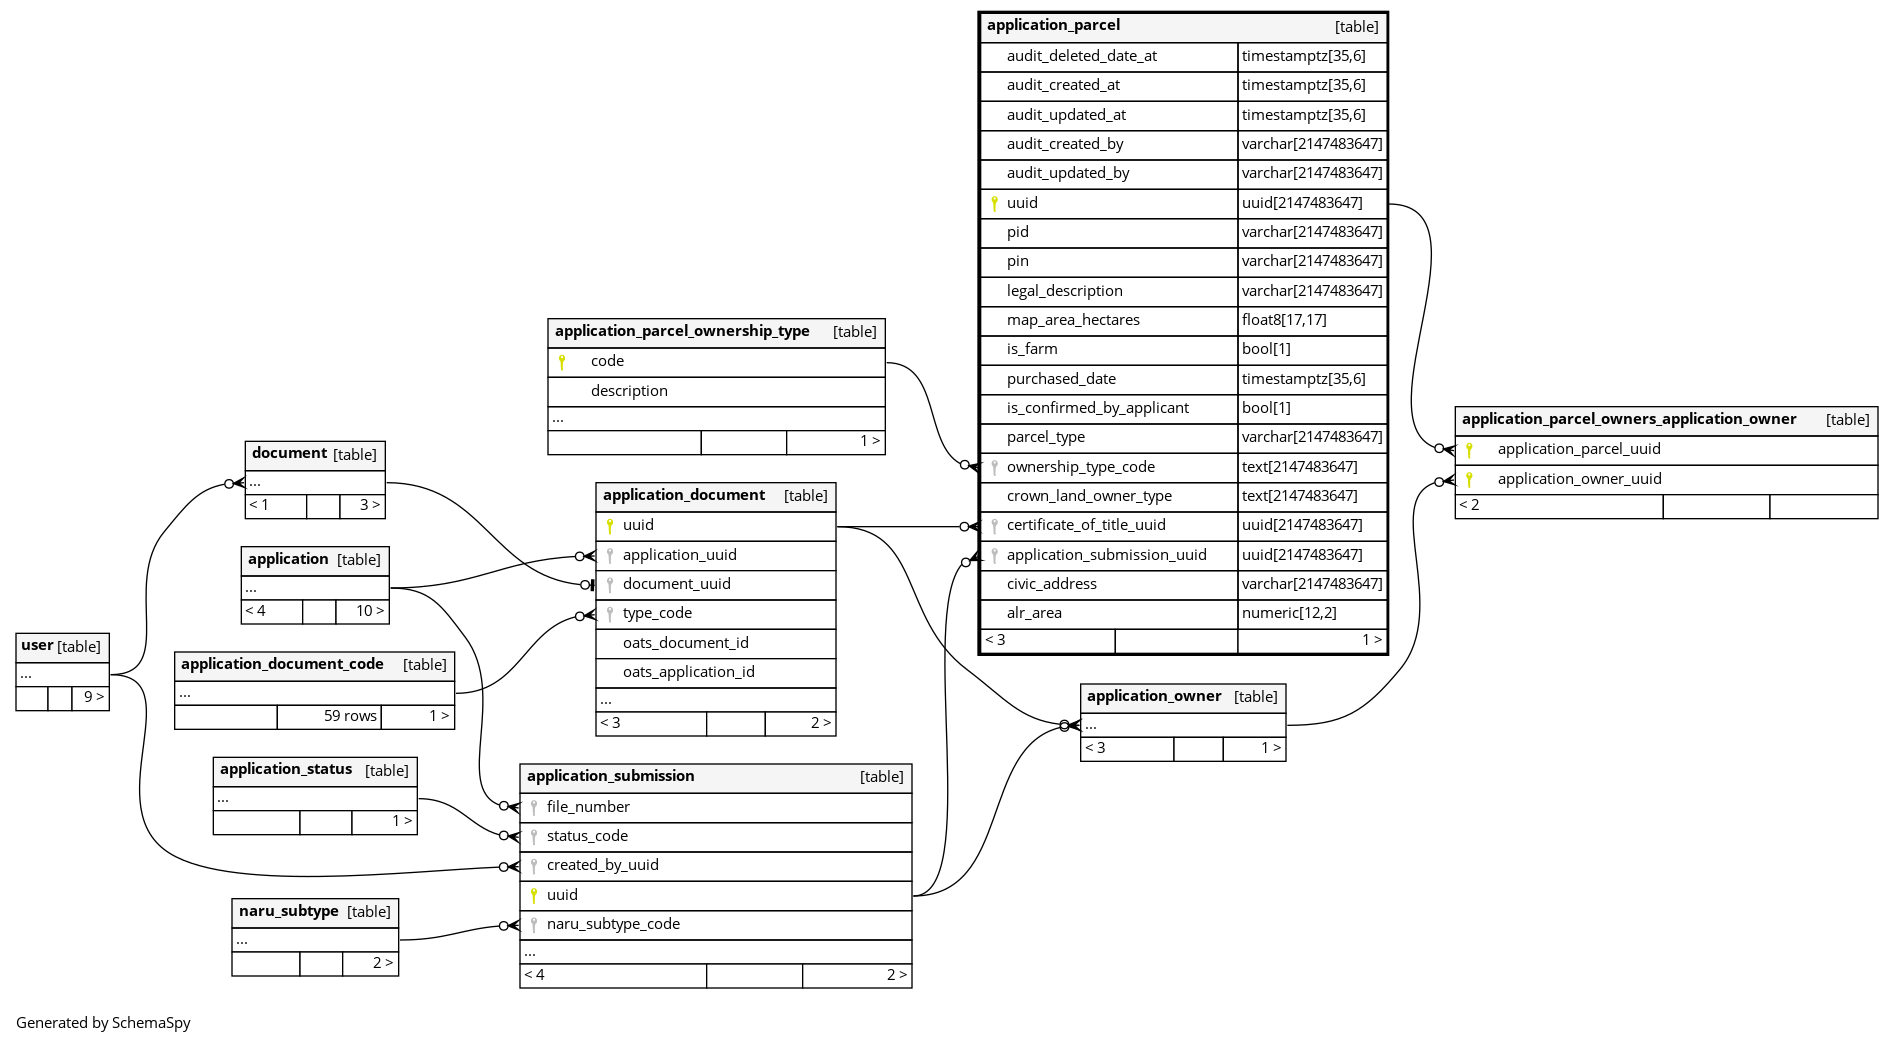 application_parcel [table]
audit_deleted_date_at timestamptz[35,6]
audit_created_at timestamptz[35,6]
audit_updated_at timestamptz[35,6]
audit_created_by varchar[2147483647]
audit_updated_by varchar[2147483647]
uuid uuid[2147483647]
pid varchar[2147483647]
pin varchar[2147483647]
legal_description varchar[2147483647]
map_area_hectares float8[17,17]
is_farm bool[1]
purchased_date timestamptz[35,6]
is_confirmed_by_applicant bool[1]
parcel_type varchar[2147483647]
ownership_type_code text[2147483647]
crown_land_owner_type text[2147483647]
certificate_of_title_uuid uuid[2147483647]
application_submission_uuid uuid[2147483647]
civic_address varchar[2147483647]
alr_area numeric[12,2]
< 3 1 >
application_parcel_ownership_type [table]
code
description
...
1 >
application_parcel_owners_application_owner [table]
application_parcel_uuid
application_owner_uuid
< 2
document [table]
...
< 1 3 >
application_document [table]
uuid
application_uuid
document_uuid
type_code
oats_document_id
oats_application_id
...
< 3 2 >
application [table]
...
< 4 10 >
user [table]
...
9 >
application_document_code [table]
...
59 rows 1 >
application_owner [table]
...
< 3 1 >
application_status [table]
...
1 >
application_submission [table]
file_number
status_code
created_by_uuid
uuid
naru_subtype_code
...
< 4 2 >
naru_subtype [table]
...
2 >
Generated by SchemaSpy